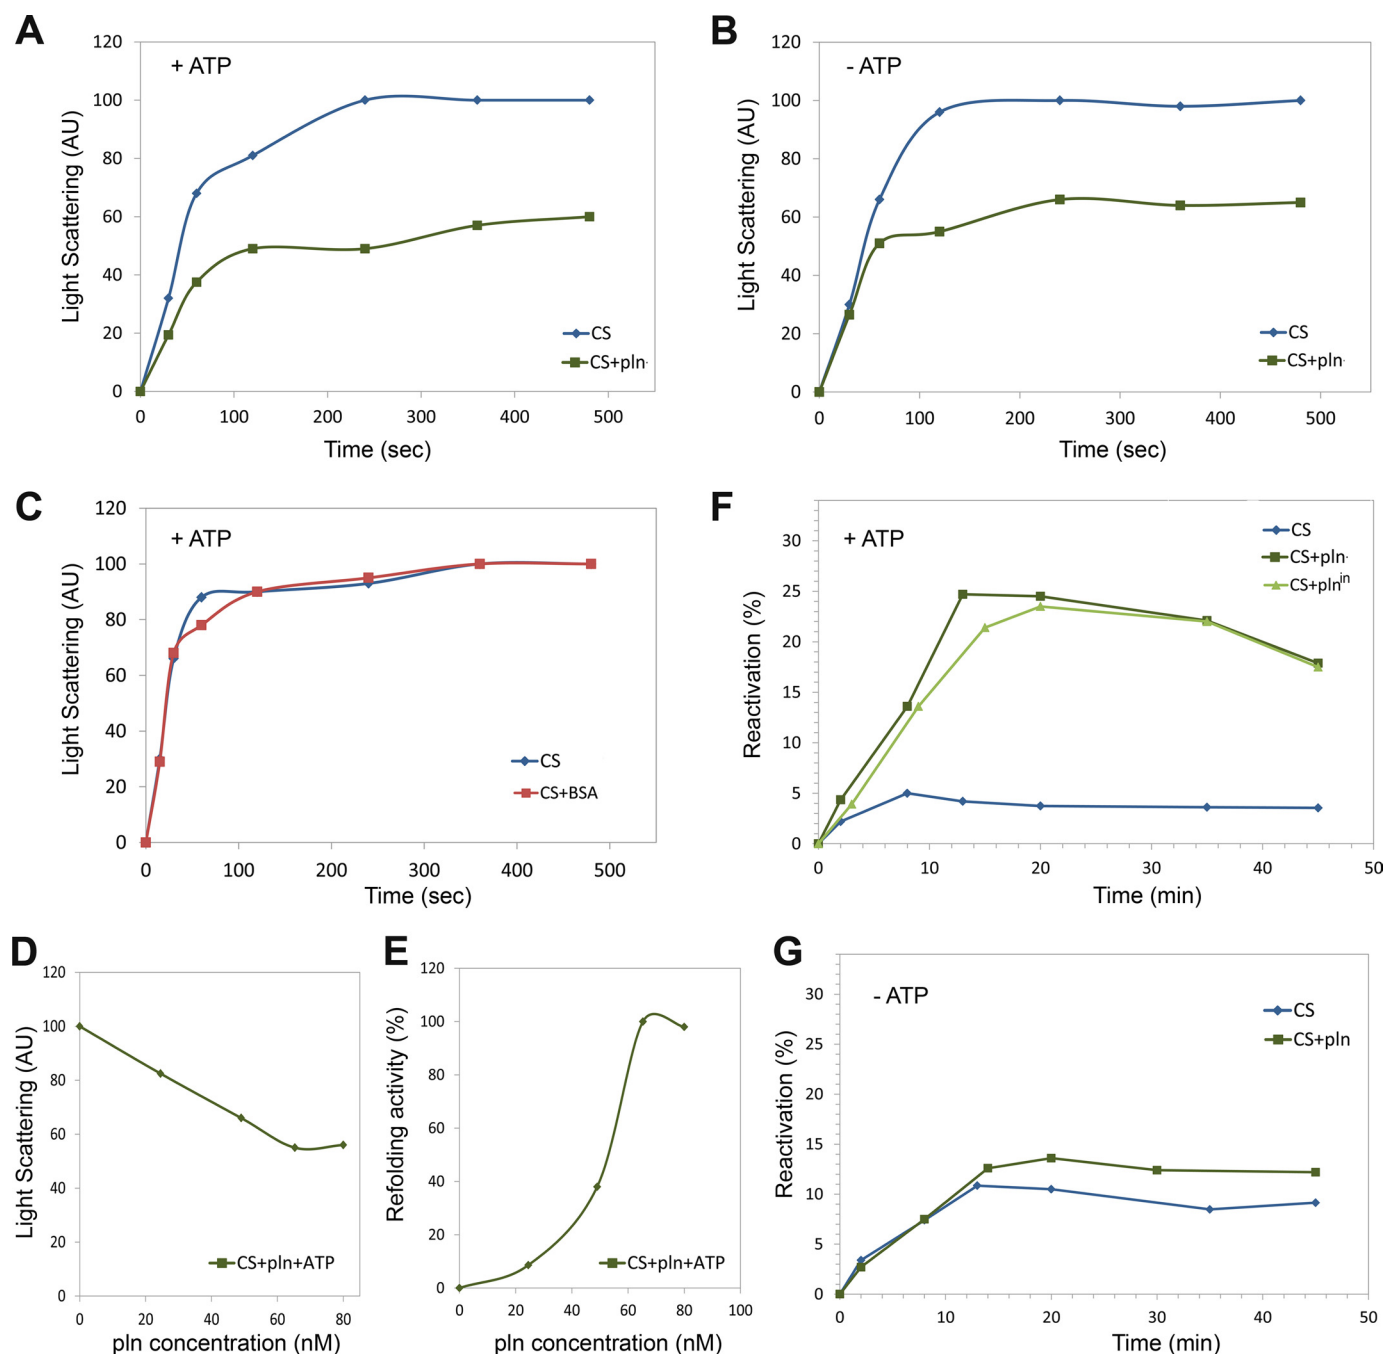 A
120
100
80
60
40
20
0
+ ATP
Light Scattering (AU)
CS
CS+pln
0 100 200 300 400 500
Time (sec)
B
120
100
80
60
40
20
0
- ATP
Light Scattering (AU)
CS
CS+pln
0 100 200 300 400 500
Time (sec)
C
120
100
80
60
40
20
0
+ ATP
Light Scattering (AU)
CS
CS+BSA
0 100 200 300 400 500
Time (sec)
F
30
25
20
15
10
5
0
+ ATP
Reactivation (%)
CS
CS+pln
CS+plnⁱⁿ
0 10 20 30 40 50
Time (min)
D
120
100
80
60
40
20
0
Light Scattering (AU)
CS+pln+ATP
0 20 40 60 80
pln concentration (nM)
E
120
100
80
60
40
20
0
Refolding activity (%)
CS+pln+ATP
0 20 40 60 80 100
pln concentration (nM)
G
30
25
20
15
10
5
0
- ATP
Reactivation (%)
CS
CS+pln
0 10 20 30 40 50
Time (min)